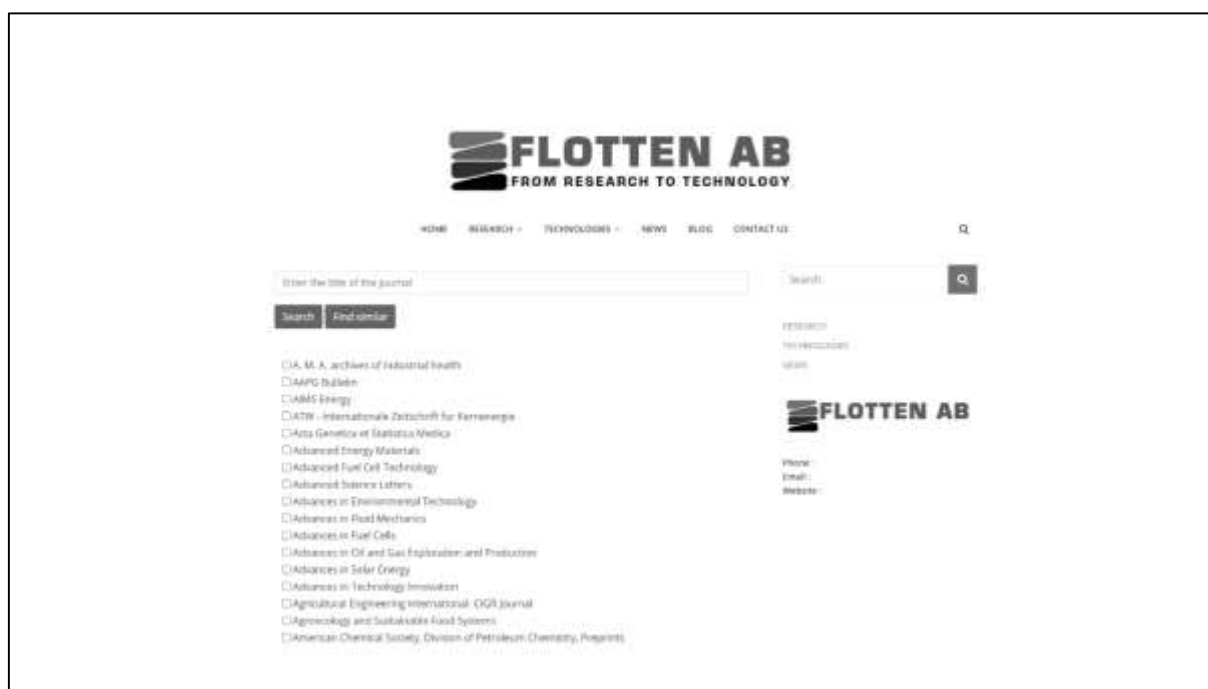 FLOTTEN AB
FROM RESEARCH TO TECHNOLOGY
HOME RESEARCH TECHNOLOGIES NEWS BLOG CONTACT US
Enter the title of the journal
Search
Search Find similar
RESEARCH
TECHNOLOGIES
NEWS
A. M. A. archives of industrial health
AAPG Bulletin
AIMS Energy
ATW - Internationale Zeitschrift fur Kernenergie
Acta Genetica et Statistica Medica
Advanced Energy Materials
Advanced Fuel Cell Technology
Advanced Science Letters
Advances in Environmental Technology
Advances in Fluid Mechanics
Advances in Fuel Cells
Advances in Oil and Gas Exploration and Production
Advances in Solar Energy
Advances in Technology Innovation
Agricultural Engineering International: CIGR Journal
Agroecology and Sustainable Food Systems
American Chemical Society, Division of Petroleum Chemistry, Preprints
FLOTTEN AB
Phone :
Email :
Website :